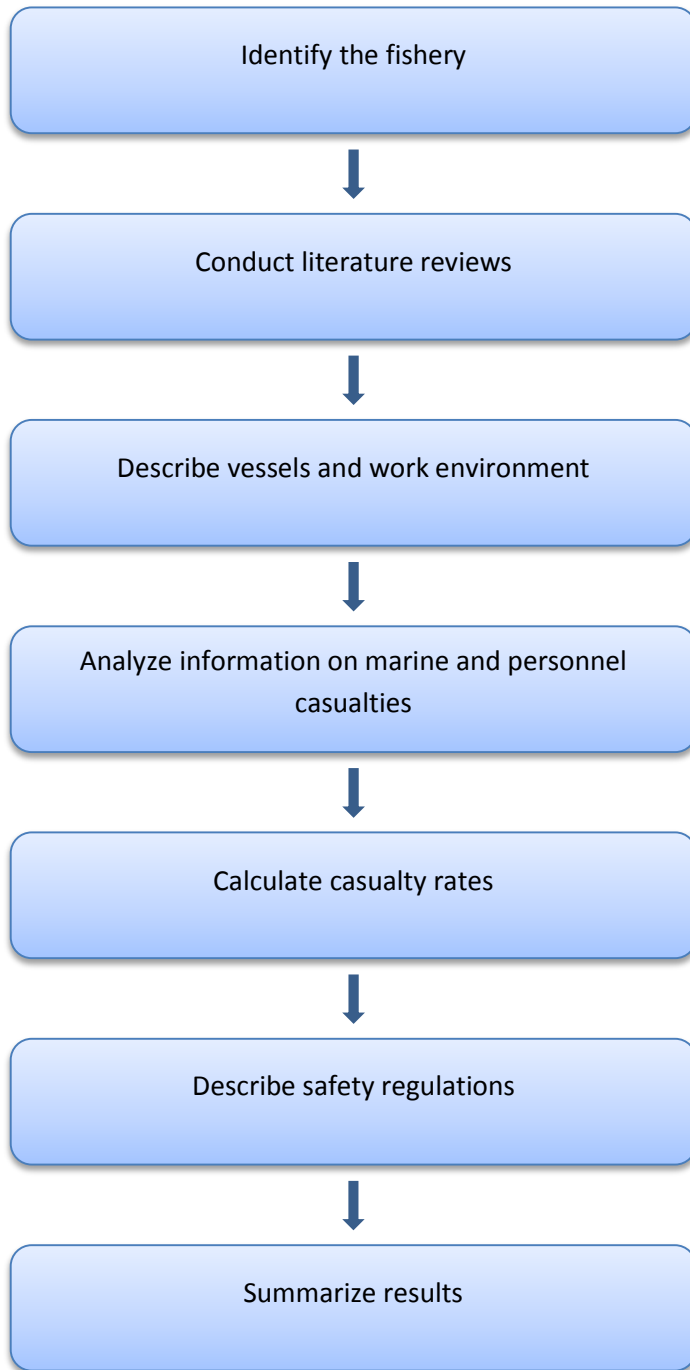 Identify the fishery
Conduct literature reviews
Describe vessels and work environment
Analyze information on marine and personnel
casualties
Calculate casualty rates
Describe safety regulations
Summarize results